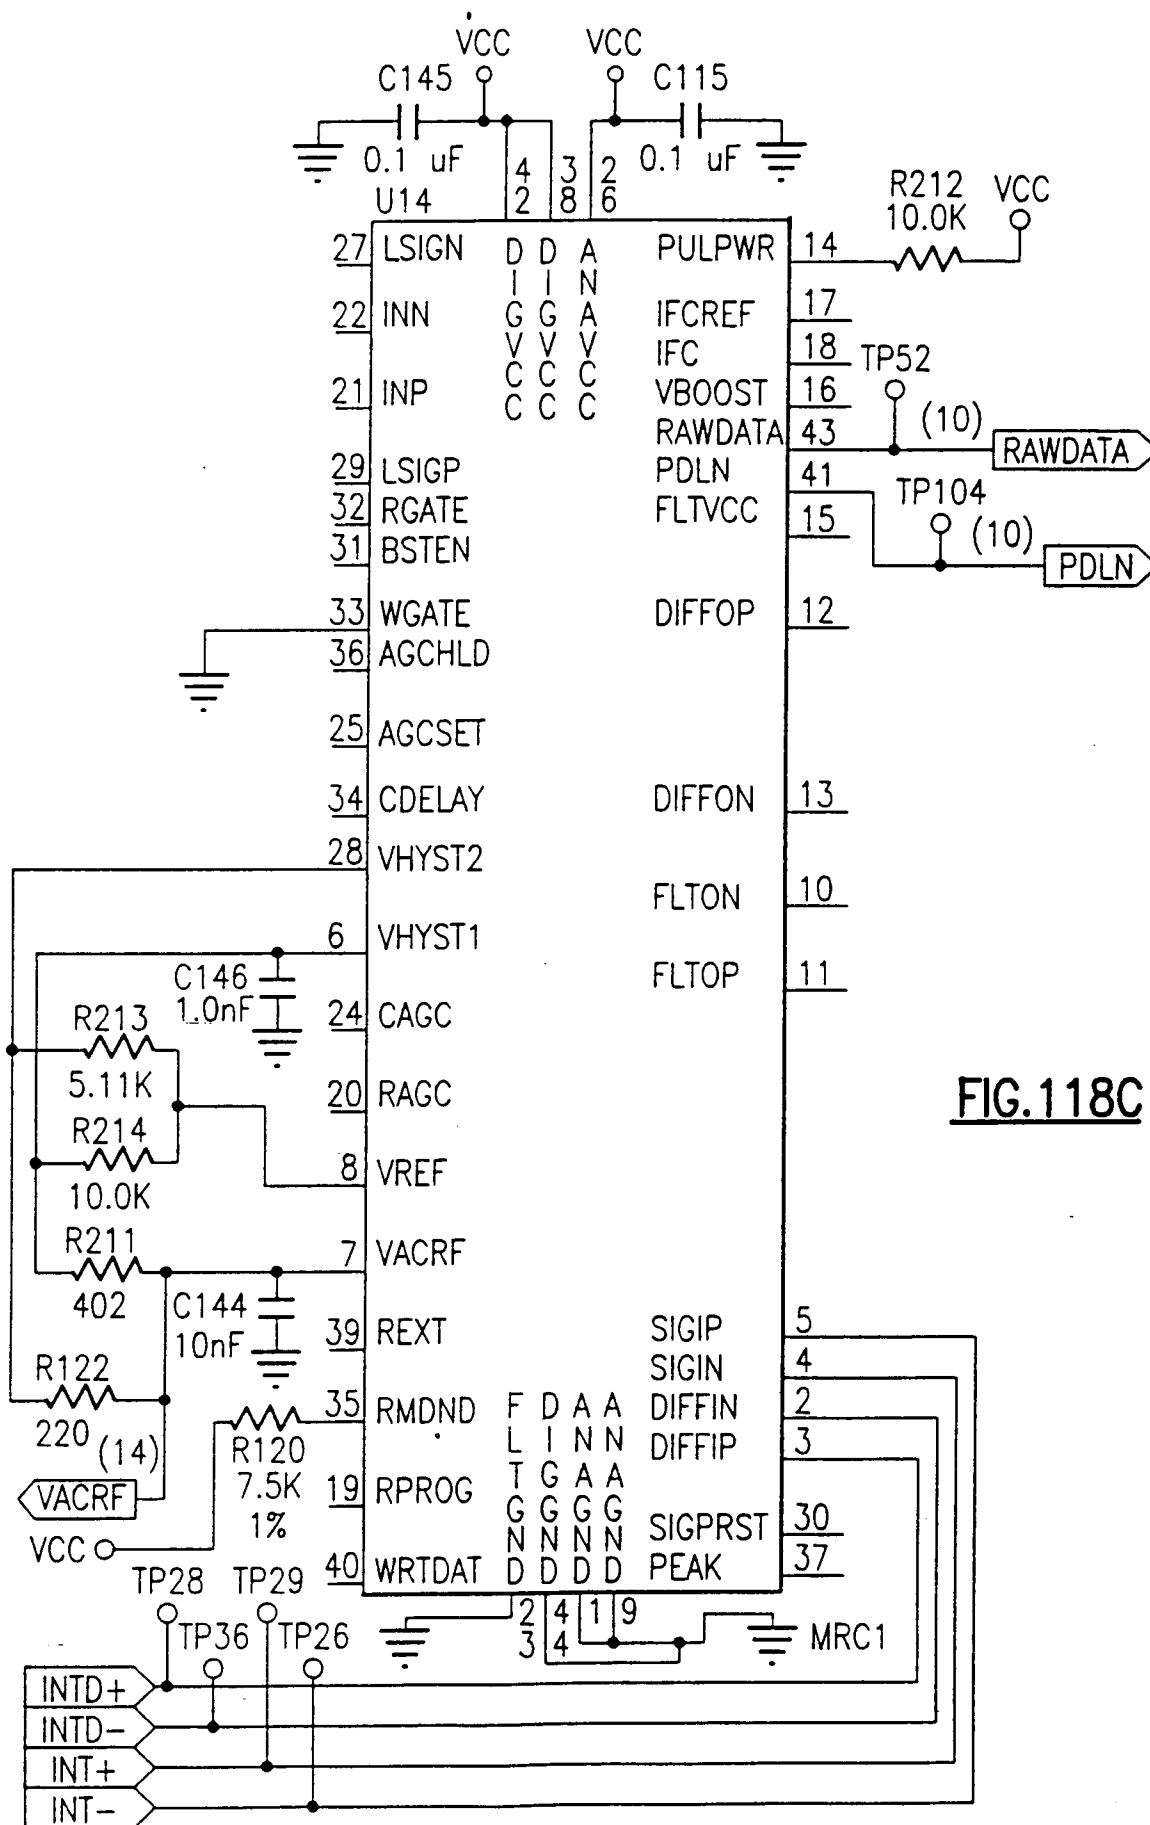 VCC VCC
C145 C115
0.1 uF 0.1 uF
4 3 2
2 8 6
U14
R212 VCC
10.0K
27 LSIGN
22 INN
21 INP
29 LSIGP
32 RGATE
31 BSTEN
33 WGATE
36 AGCHLD
25 AGCSET
34 CDELAY
28 VHYST2
6 VHYST1
24 CAGC
20 RAGC
8 VREF
7 VACRF
39 REXT
35 RMDND
19 RPROG
40 WRTDAT
DIGVCC
DIGVCC
ANAVCC
PULPWR 14
IFCREF 17
IFC 18
VBOOST 16
RAWDATA 43
PDLN 41
FLTVCC 15
DIFFOP 12
DIFFON 13
FLTON 10
FLTOP 11
SIGIP 5
SIGIN 4
DIFFIN 2
DIFFIP 3
SIGPRST 30
PEAK 37
TP52
(10)
RAWDATA
TP104
(10)
PDLN
C146
1.0nF
R213
5.11K
R214
10.0K
R211
402
C144
10nF
R122
220
(14)
VACRF
R120
7.5K
1%
VCC
FLTGND
DIGGND
ANAGND
ANAGND
2 4 1 9
3 4
MRC1
TP28 TP29
TP36 TP26
INTD+
INTD-
INT+
INT-
FIG.118C